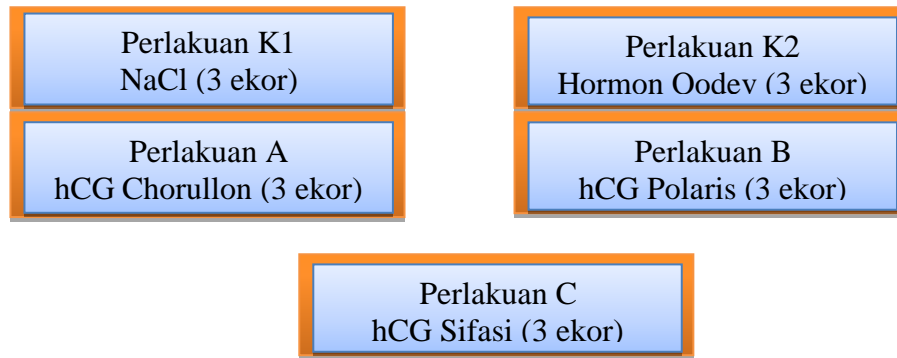 Perlakuan K1
NaCl (3 ekor)
Perlakuan K2
Hormon Oodev (3 ekor)
Perlakuan A
hCG Chorullon (3 ekor)
Perlakuan B
hCG Polaris (3 ekor)
Perlakuan C
hCG Sifasi (3 ekor)